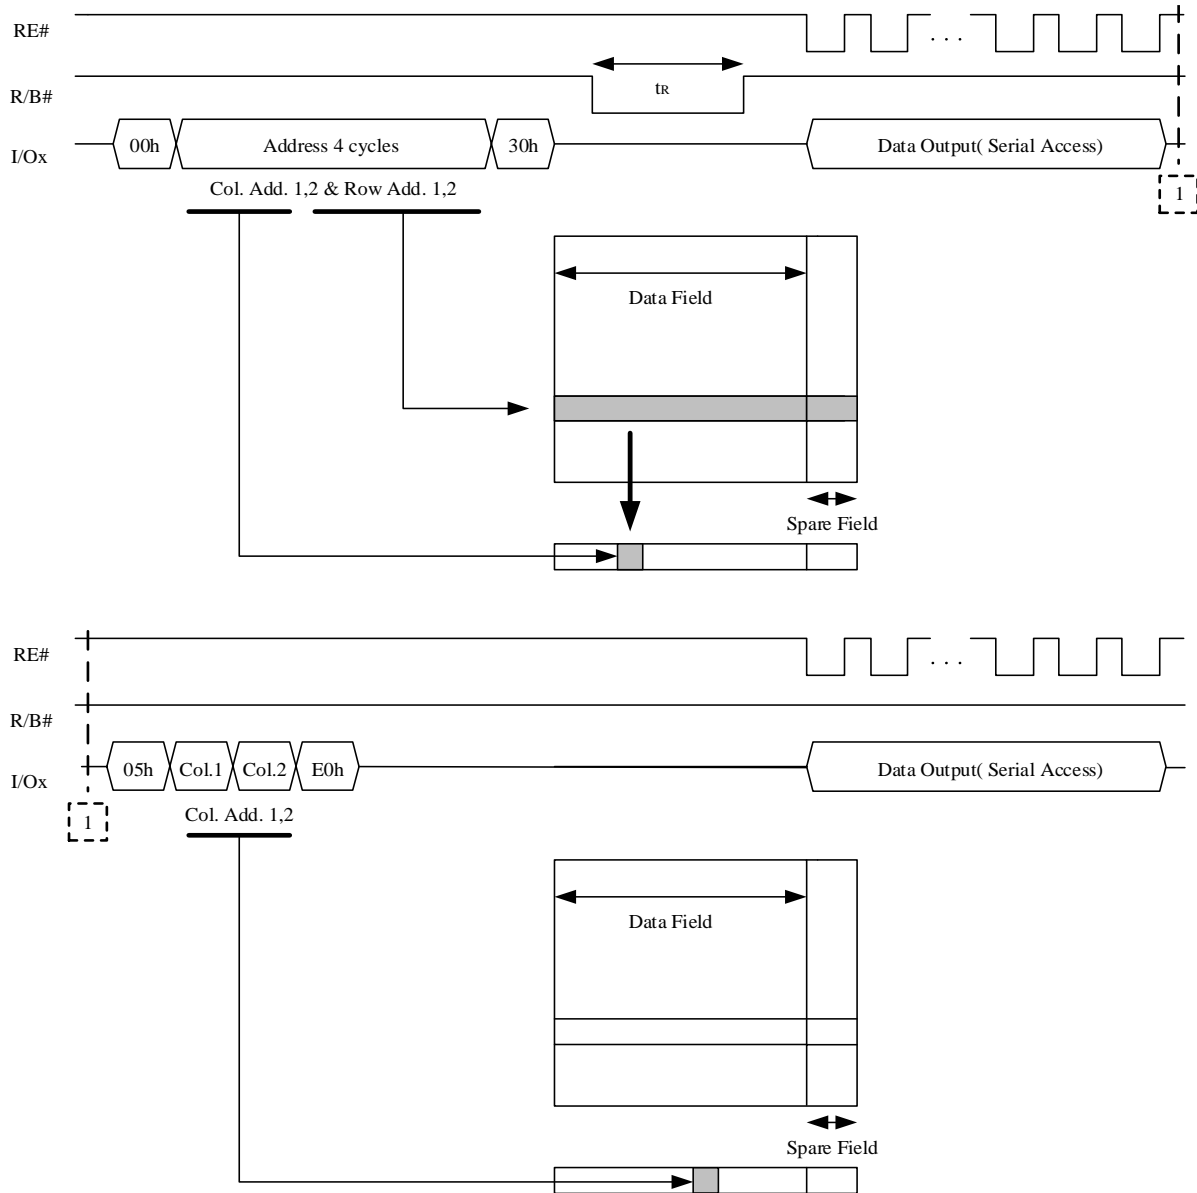 RE#
. . .
R/B#
tR
I/Ox
00h
Address 4 cycles
30h
Data Output( Serial Access)
Col. Add. 1,2 & Row Add. 1,2
1
Data Field
Spare Field
RE#
. . .
R/B#
I/Ox
05h
Col.1
Col.2
E0h
Data Output( Serial Access)
1
Col. Add. 1,2
Data Field
Spare Field